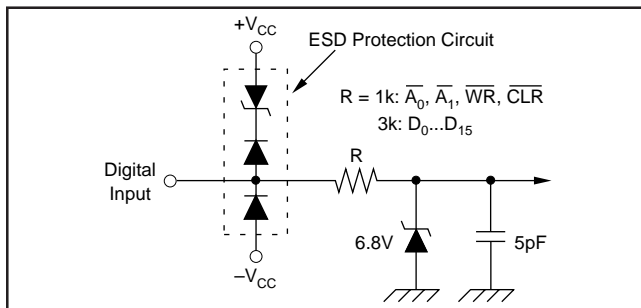 +V_CC
ESD Protection Circuit
R = 1k: A̅₀, A̅₁, W̅R̅, C̅L̅R̅
3k: D₀...D₁₅
Digital
Input
R
6.8V
5pF
–V_CC